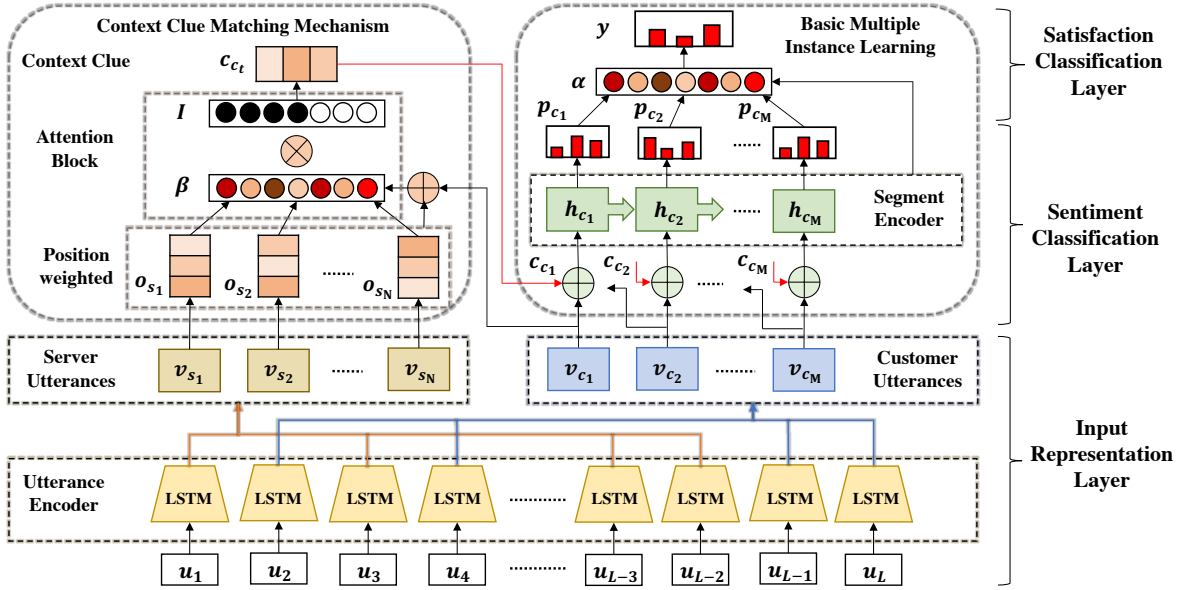 Context Clue Matching Mechanism
Context Clue
c_{c_t}
I
Attention
Block
β
Position
weighted
o_{s_1} o_{s_2} ...... o_{s_N}
y
Basic Multiple
Instance Learning
α
p_{c_1} p_{c_2} p_{c_M}
......
h_{c_1} h_{c_2} ...... h_{c_M}
Segment
Encoder
c_{c_1} c_{c_2} ...... c_{c_M}
Satisfaction
Classification
Layer
Sentiment
Classification
Layer
Server
Utterances
v_{s_1} v_{s_2} ...... v_{s_N}
v_{c_1} v_{c_2} ...... v_{c_M}
Customer
Utterances
Utterance
Encoder
LSTM LSTM LSTM LSTM ......... LSTM LSTM LSTM LSTM
u_1 u_2 u_3 u_4 ......... u_{L-3} u_{L-2} u_{L-1} u_L
Input
Representation
Layer